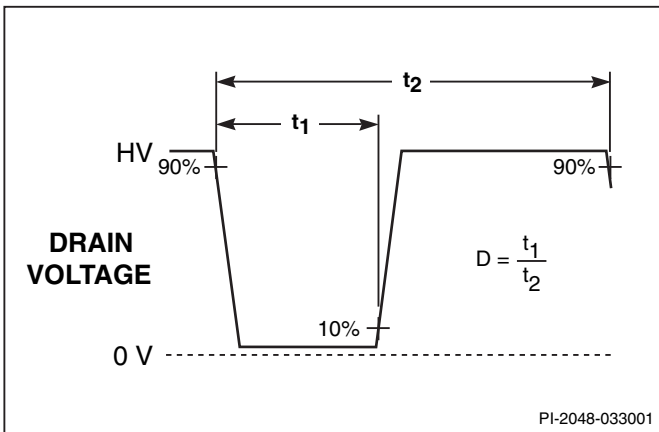 t2
t1
HV
90%
90%
DRAIN
VOLTAGE
D = t1/t2
10%
0 V
PI-2048-033001